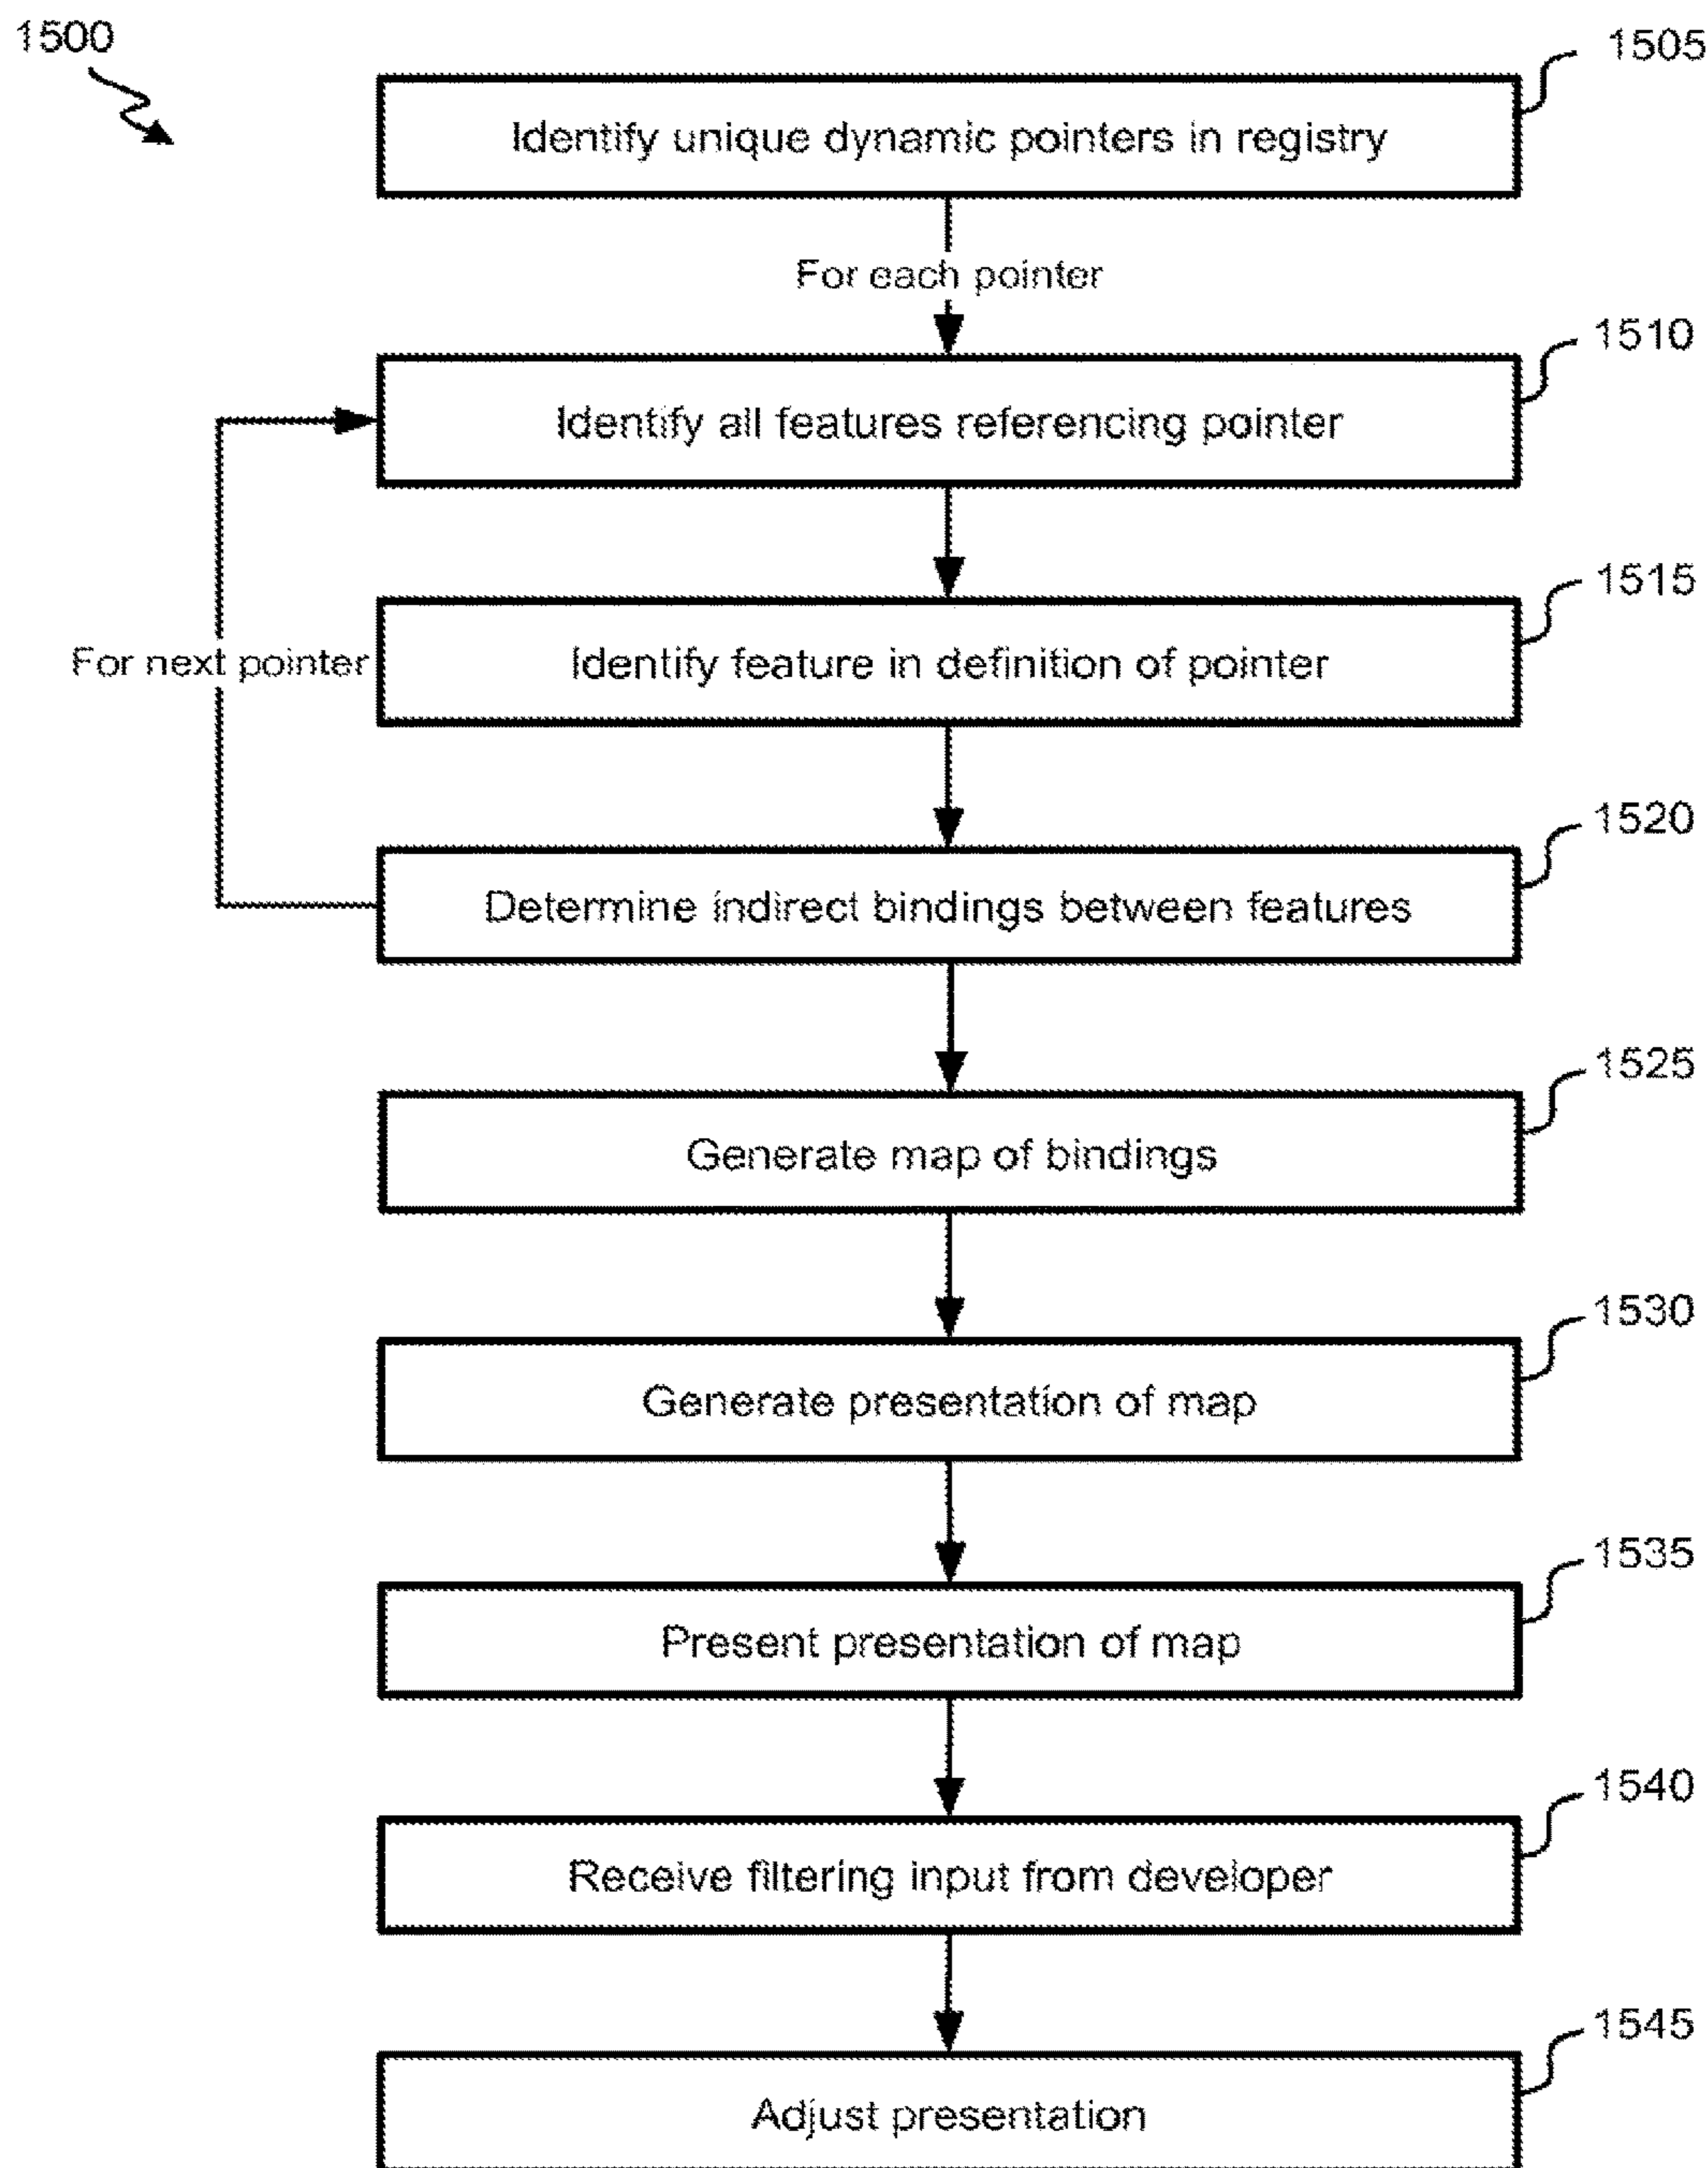 1500
1505
Identify unique dynamic pointers in registry
For each pointer
1510
Identify all features referencing pointer
1515
For next pointer
Identify feature in definition of pointer
1520
Determine indirect bindings between features
1525
Generate map of bindings
1530
Generate presentation of map
1535
Present presentation of map
1540
Receive filtering input from developer
1545
Adjust presentation